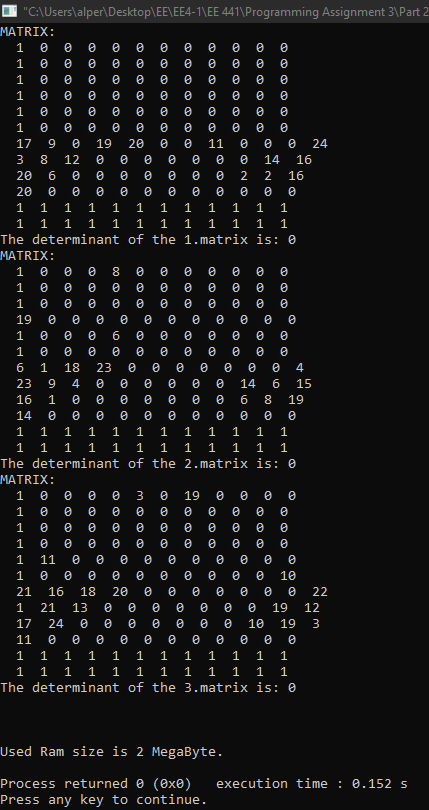 "C:\Users\alper\Desktop\EE\EE4-1\EE 441\Programming Assignment 3\Part 2
MATRIX:
1 0 0 0 0 0 0 0 0 0 0 0
1 0 0 0 0 0 0 0 0 0 0 0
1 0 0 0 0 0 0 0 0 0 0 0
1 0 0 0 0 0 0 0 0 0 0 0
1 0 0 0 0 0 0 0 0 0 0 0
1 0 0 0 0 0 0 0 0 0 0 0
17 9 0 19 20 0 0 11 0 0 0 24
3 8 12 0 0 0 0 0 0 0 14 16
20 6 0 0 0 0 0 0 0 2 2 16
20 0 0 0 0 0 0 0 0 0 0 0
1 1 1 1 1 1 1 1 1 1 1 1
1 1 1 1 1 1 1 1 1 1 1 1
The determinant of the 1.matrix is: 0
MATRIX:
1 0 0 0 8 0 0 0 0 0 0 0
1 0 0 0 0 0 0 0 0 0 0 0
1 0 0 0 0 0 0 0 0 0 0 0
19 0 0 0 0 0 0 0 0 0 0 0
1 0 0 0 6 0 0 0 0 0 0 0
1 0 0 0 0 0 0 0 0 0 0 0
6 1 18 23 0 0 0 0 0 0 0 4
23 9 4 0 0 0 0 0 0 14 6 15
16 1 0 0 0 0 0 0 0 6 8 19
14 0 0 0 0 0 0 0 0 0 0 0
1 1 1 1 1 1 1 1 1 1 1 1
1 1 1 1 1 1 1 1 1 1 1 1
The determinant of the 2.matrix is: 0
MATRIX:
1 0 0 0 0 3 0 19 0 0 0 0
1 0 0 0 0 0 0 0 0 0 0 0
1 0 0 0 0 0 0 0 0 0 0 0
1 0 0 0 0 0 0 0 0 0 0 0
1 11 0 0 0 0 0 0 0 0 0 0
1 0 0 0 0 0 0 0 0 0 0 10
21 16 18 20 0 0 0 0 0 0 0 22
1 21 13 0 0 0 0 0 0 0 19 12
17 24 0 0 0 0 0 0 0 10 19 3
11 0 0 0 0 0 0 0 0 0 0 0
1 1 1 1 1 1 1 1 1 1 1 1
1 1 1 1 1 1 1 1 1 1 1 1
The determinant of the 3.matrix is: 0
Used Ram size is 2 MegaByte.
Process returned 0 (0x0) execution time : 0.152 s
Press any key to continue.